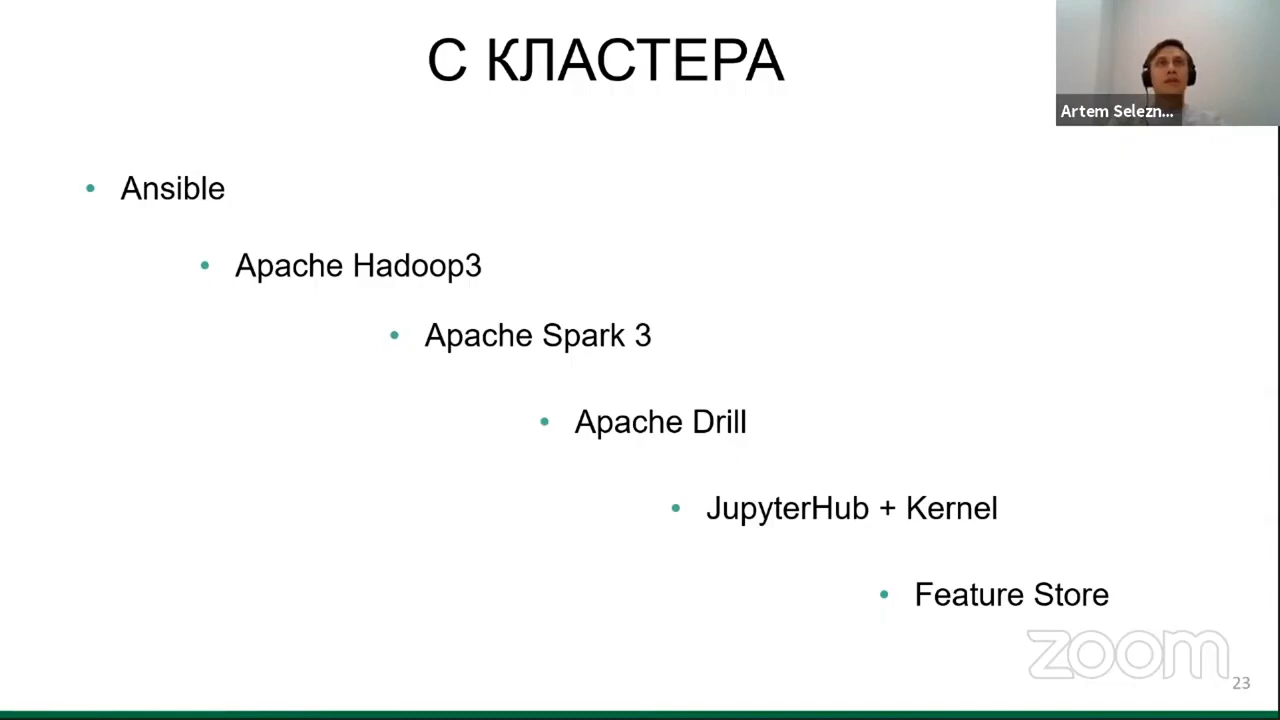 С КЛАСТЕРА
Artem Selezn...
• Ansible
• Apache Hadoop3
• Apache Spark 3
• Apache Drill
• JupyterHub + Kernel
• Feature Store
zoom
23